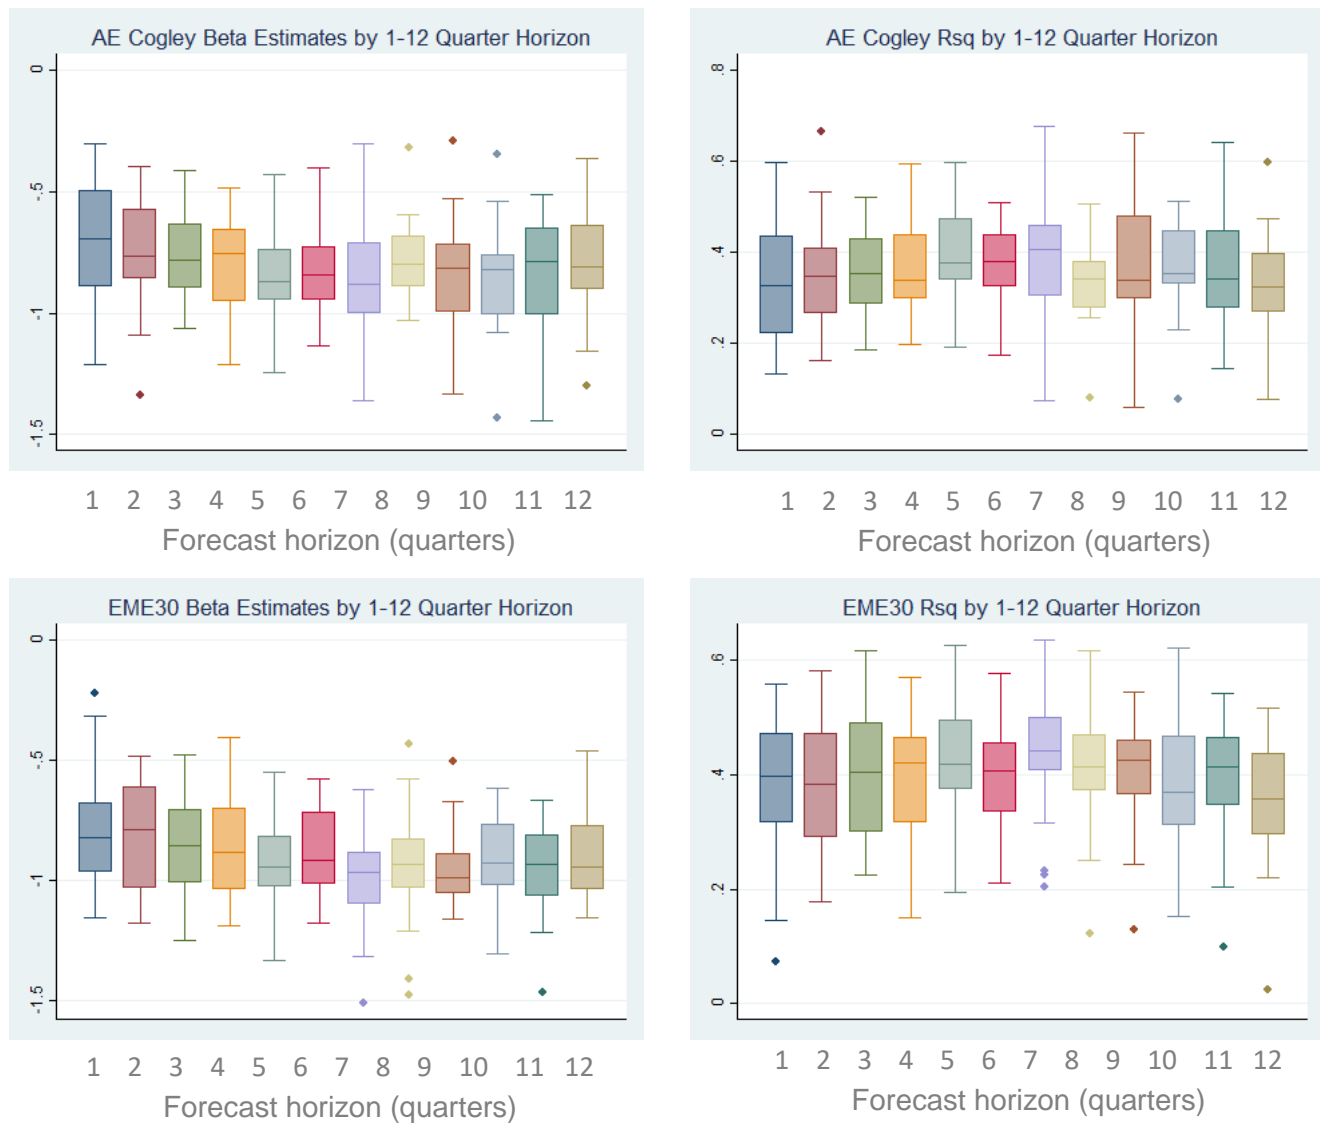 AE Cogley Beta Estimates by 1-12 Quarter Horizon
0
-.5
-1
-1.5
1 2 3 4 5 6 7 8 9 10 11 12
Forecast horizon (quarters)
AE Cogley Rsq by 1-12 Quarter Horizon
.8
.6
.4
.2
0
1 2 3 4 5 6 7 8 9 10 11 12
Forecast horizon (quarters)
EME30 Beta Estimates by 1-12 Quarter Horizon
0
-.5
-1
-1.5
1 2 3 4 5 6 7 8 9 10 11 12
Forecast horizon (quarters)
EME30 Rsq by 1-12 Quarter Horizon
.6
.4
.2
0
1 2 3 4 5 6 7 8 9 10 11 12
Forecast horizon (quarters)